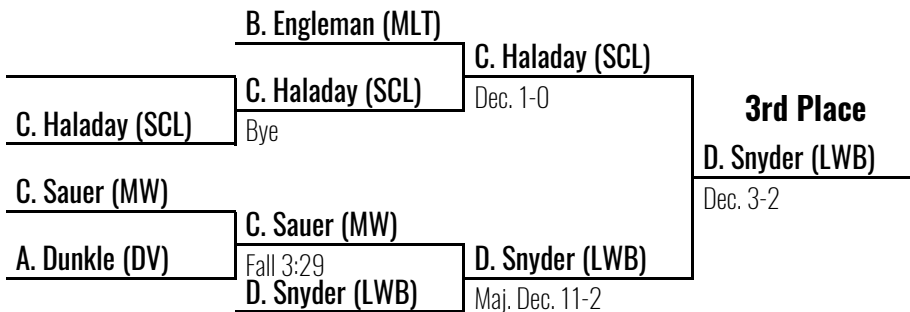 B. Engleman (MLT)
C. Haladay (SCL)
C. Haladay (SCL)
Dec. 1-0
3rd Place
C. Haladay (SCL)
Bye
D. Snyder (LWB)
C. Sauer (MW)
Dec. 3-2
C. Sauer (MW)
A. Dunkle (DV)
Fall 3:29
D. Snyder (LWB)
D. Snyder (LWB)
Maj. Dec. 11-2